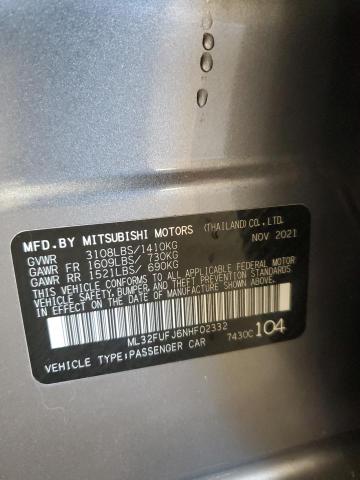 MFD.BY MITSUBISHI MOTORS (THAILAND) CO., LTD.
NOV 2021
GVWR 3108LBS/1410KG
GAWR FR 1609LBS/ 730KG
GAWR RR 1521LBS/ 690KG
THIS VEHICLE CONFORMS TO ALL APPLICABLE FEDERAL MOTOR
VEHICLE SAFETY, BUMPER, AND THEFT PREVENTION STANDARDS
IN EFFECT ON THE DATE OF MANUFACTURE SHOWN ABOVE.
ML32FUFJ6NHF02332
VEHICLE TYPE:PASSENGER CAR 7430C 104